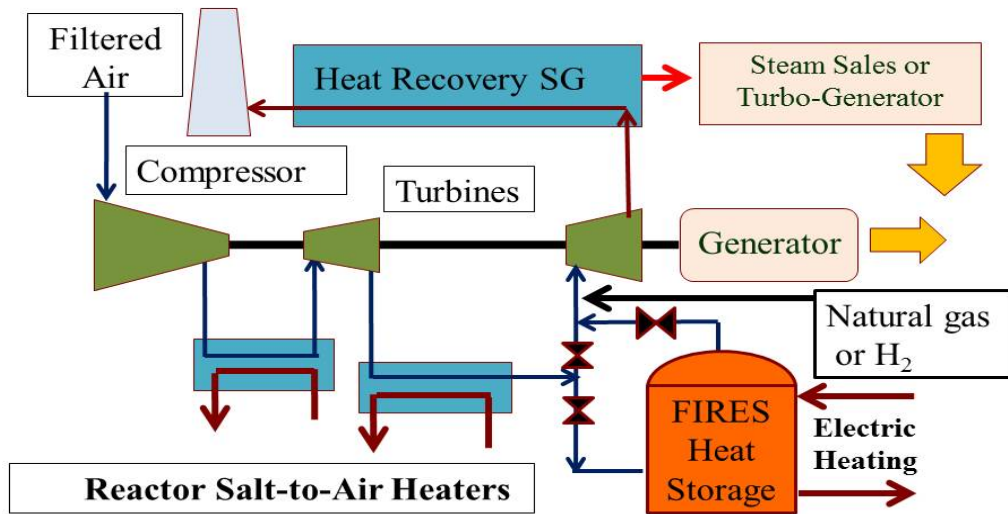 Filtered
Air
Heat Recovery SG
Steam Sales or
Turbo-Generator
Compressor
Turbines
Generator
Natural gas
or H₂
FIRES
Heat
Storage
Electric
Heating
Reactor Salt-to-Air Heaters